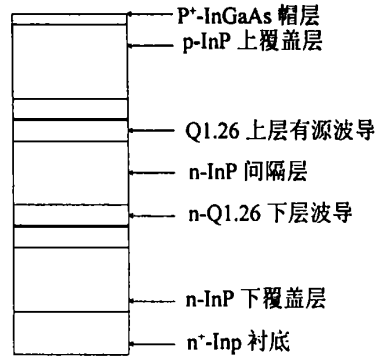 P⁺-InGaAs 帽层
p-InP 上覆盖层
Q1.26 上层有源波导
n-InP 间隔层
n-Q1.26 下层波导
n-InP 下覆盖层
n⁺-Inp 衬底